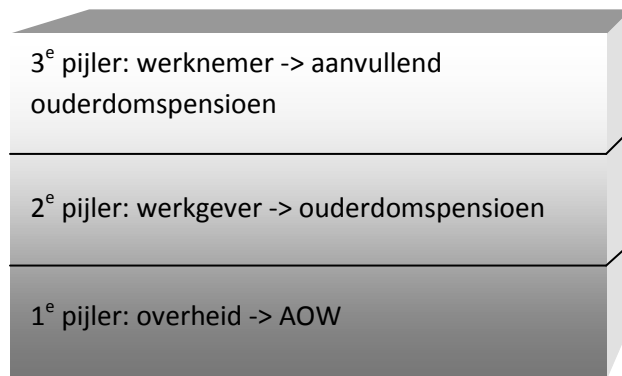 3e pijler: werknemer -> aanvullend
ouderdomspensioen
2e pijler: werkgever -> ouderdomspensioen
1e pijler: overheid -> AOW